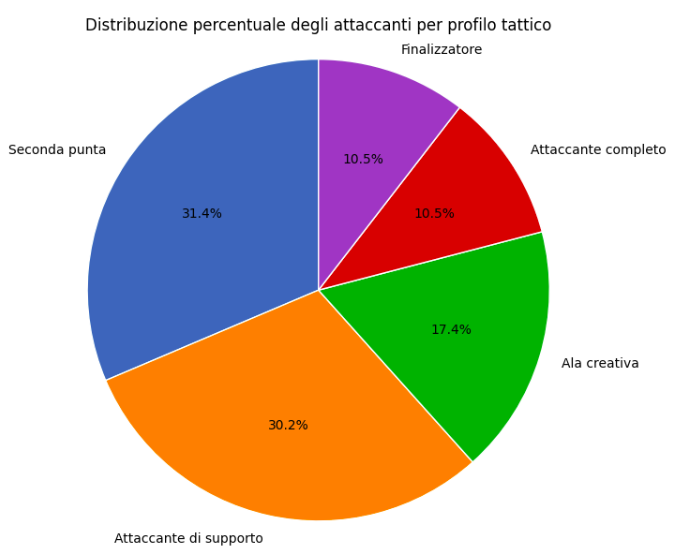 Distribuzione percentuale degli attaccanti per profilo tattico
Finalizzatore
Seconda punta
Attaccante completo
10.5%
31.4%
10.5%
17.4%
Ala creativa
30.2%
Attaccante di supporto